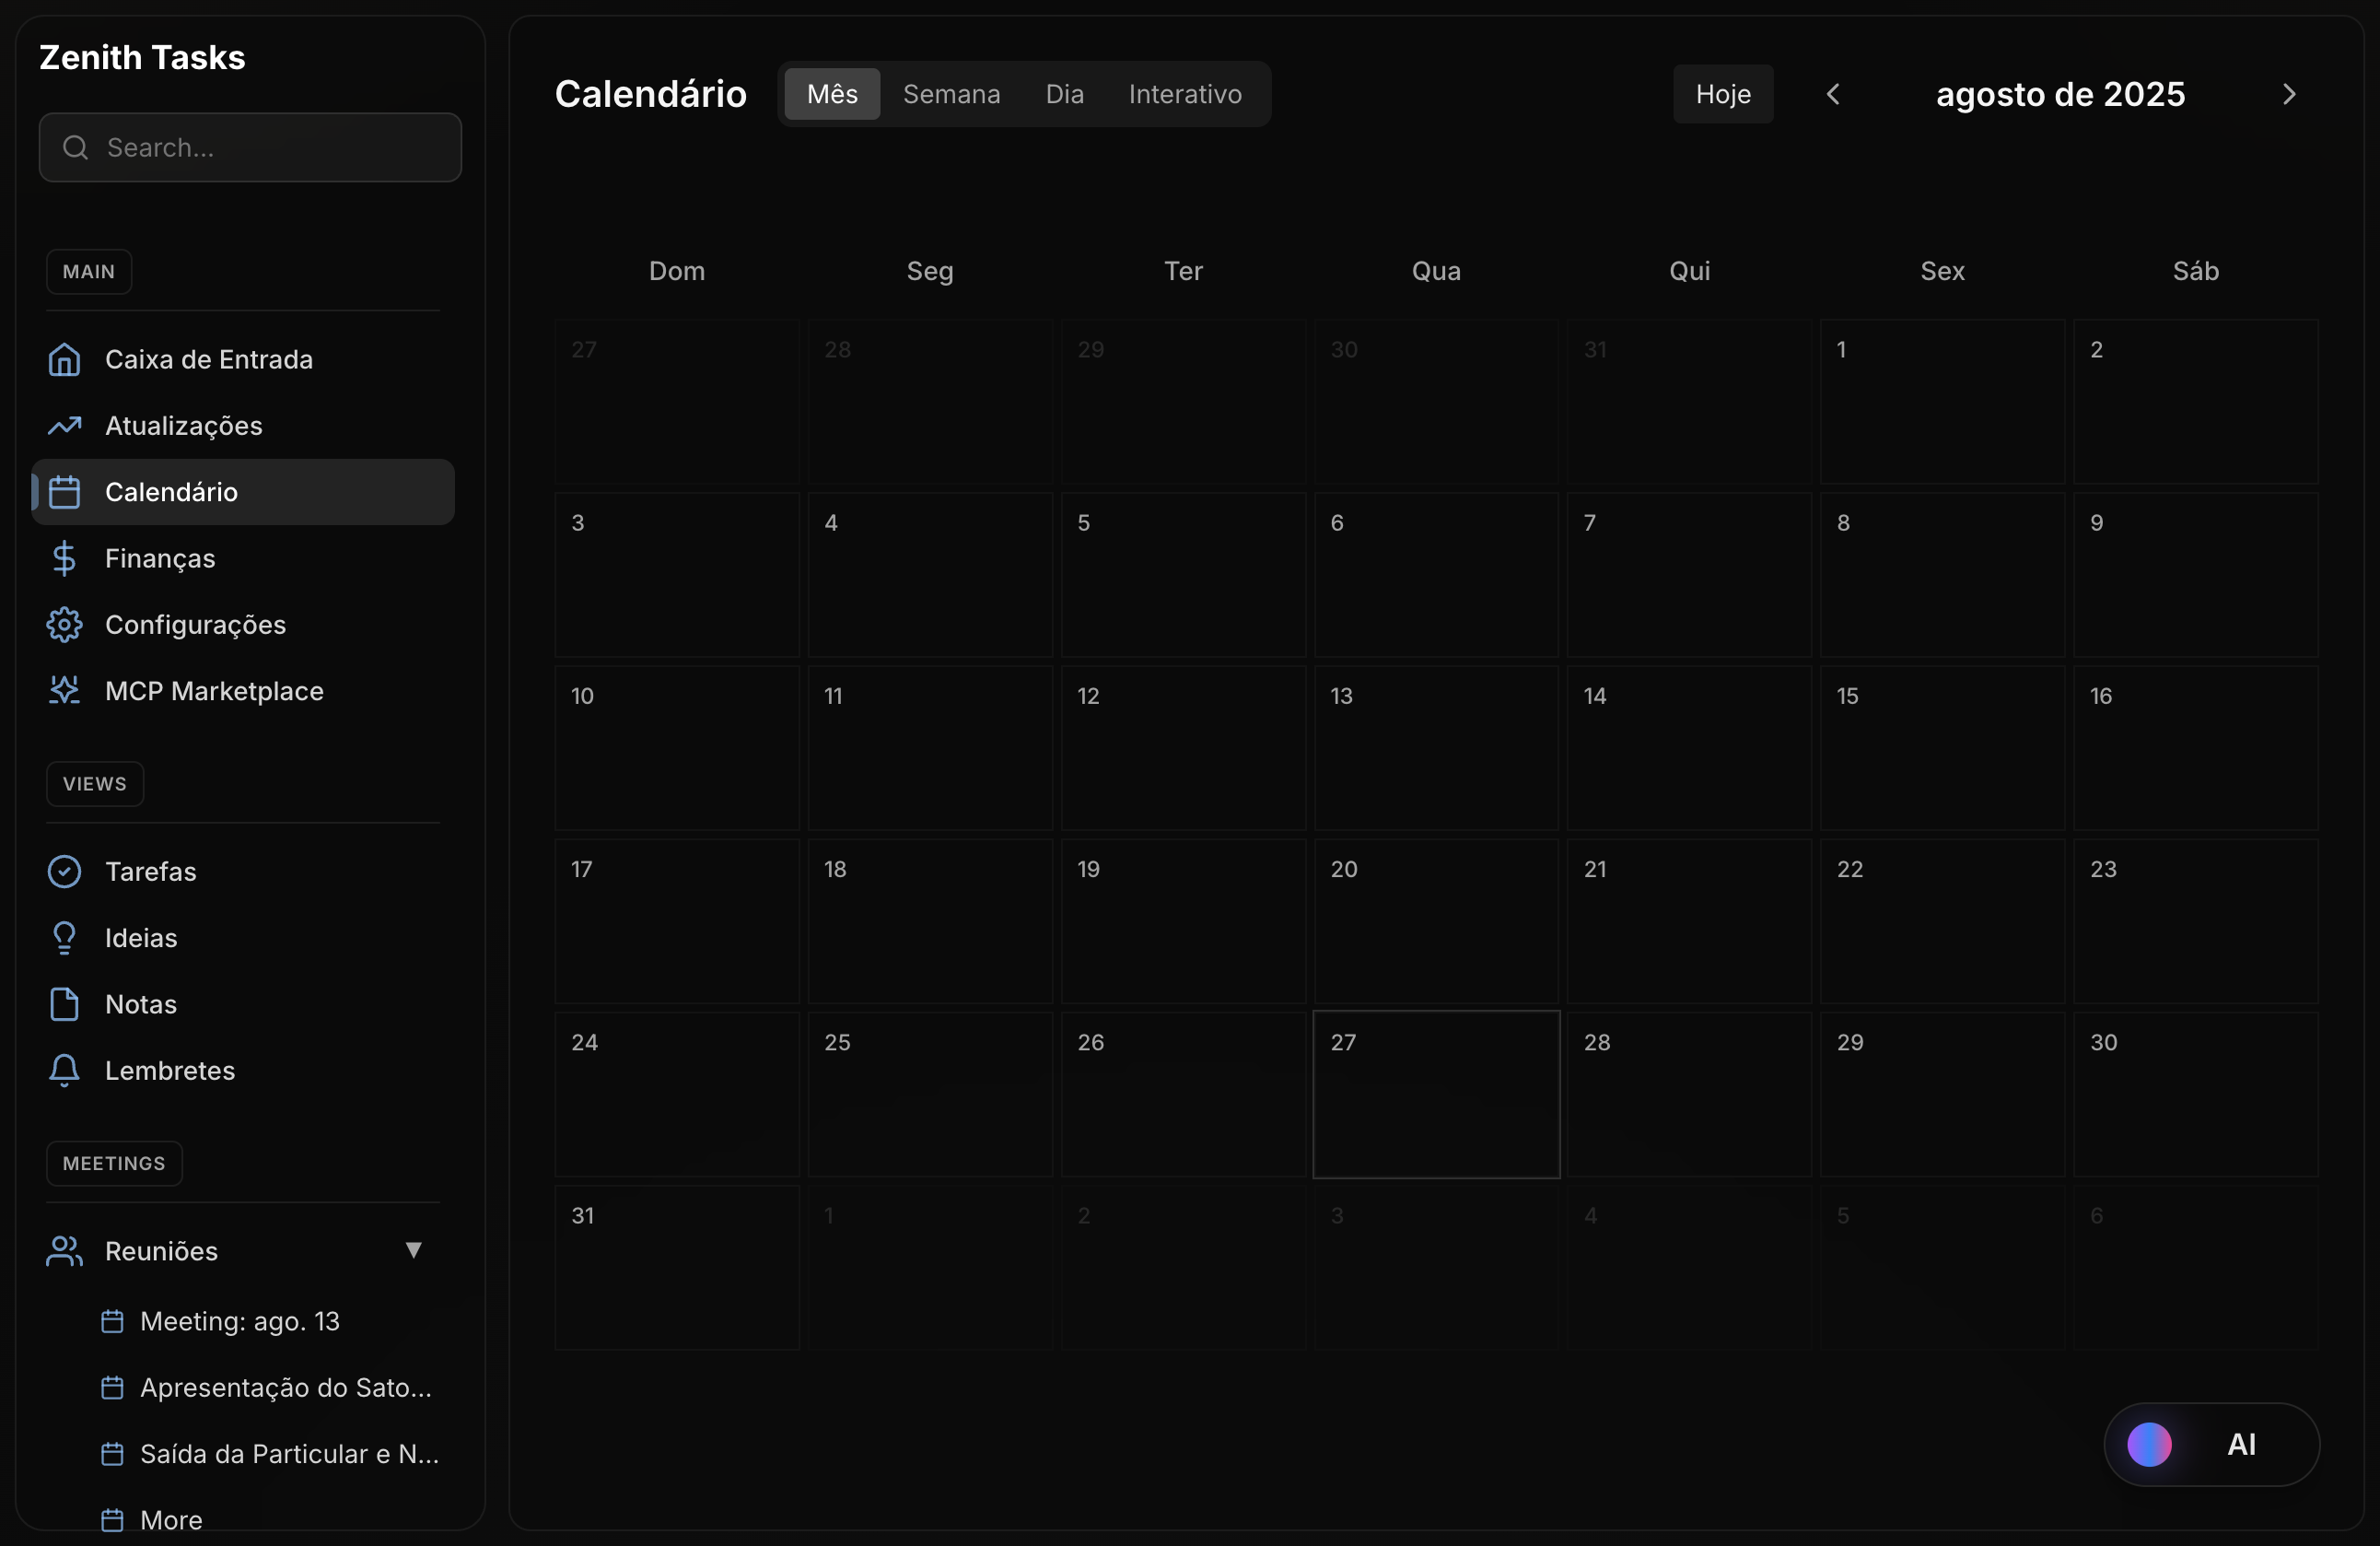 Zenith Tasks
Search...
MAIN
Caixa de Entrada
Atualizações
Calendário
Finanças
Configurações
MCP Marketplace
VIEWS
Tarefas
Ideias
Notas
Lembretes
MEETINGS
Reuniões
Meeting: ago. 13
Apresentação do Sato...
Saída da Particular e N...
More
Calendário Mês Semana Dia Interativo Hoje agosto de 2025
Dom Seg Ter Qua Qui Sex Sáb
27 28 29 30 31 1 2
3 4 5 6 7 8 9
10 11 12 13 14 15 16
17 18 19 20 21 22 23
24 25 26 27 28 29 30
31 1 2 3 4 5 6
AI